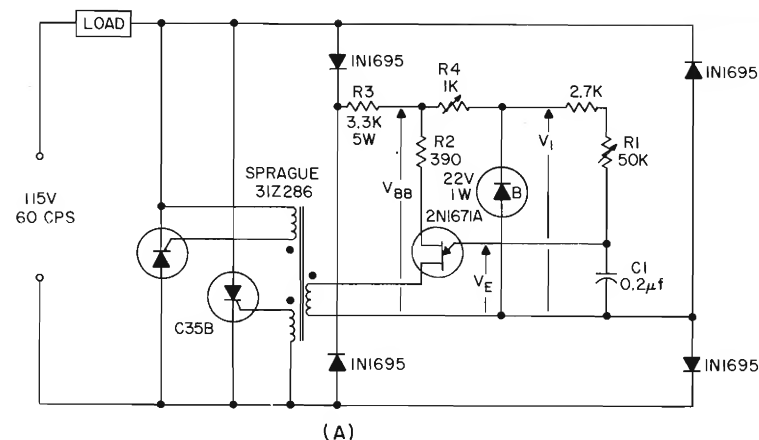 LOAD
IN1695
IN1695
R3
3.3K
5W
R4
1K
2.7K
R1
50K
R2
390
VBB
V1
22V
1W
B
SPRAGUE
31Z286
2N1671A
115V
60 CPS
VE
C1
0.2µf
C35B
IN1695
IN1695
(A)